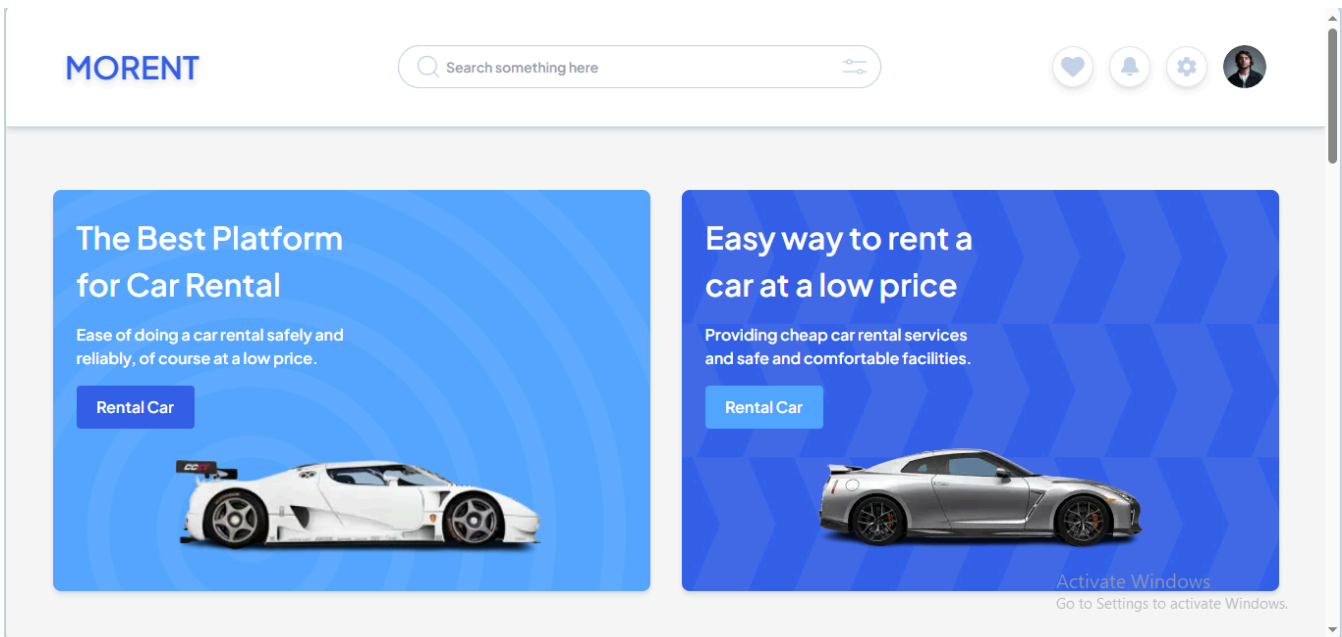 MORENT
Search something here
The Best Platform
for Car Rental
Ease of doing a car rental safely and
reliably, of course at a low price.
Rental Car
Easy way to rent a
car at a low price
Providing cheap car rental services
and safe and comfortable facilities.
Rental Car
Activate Windows
Go to Settings to activate Windows.